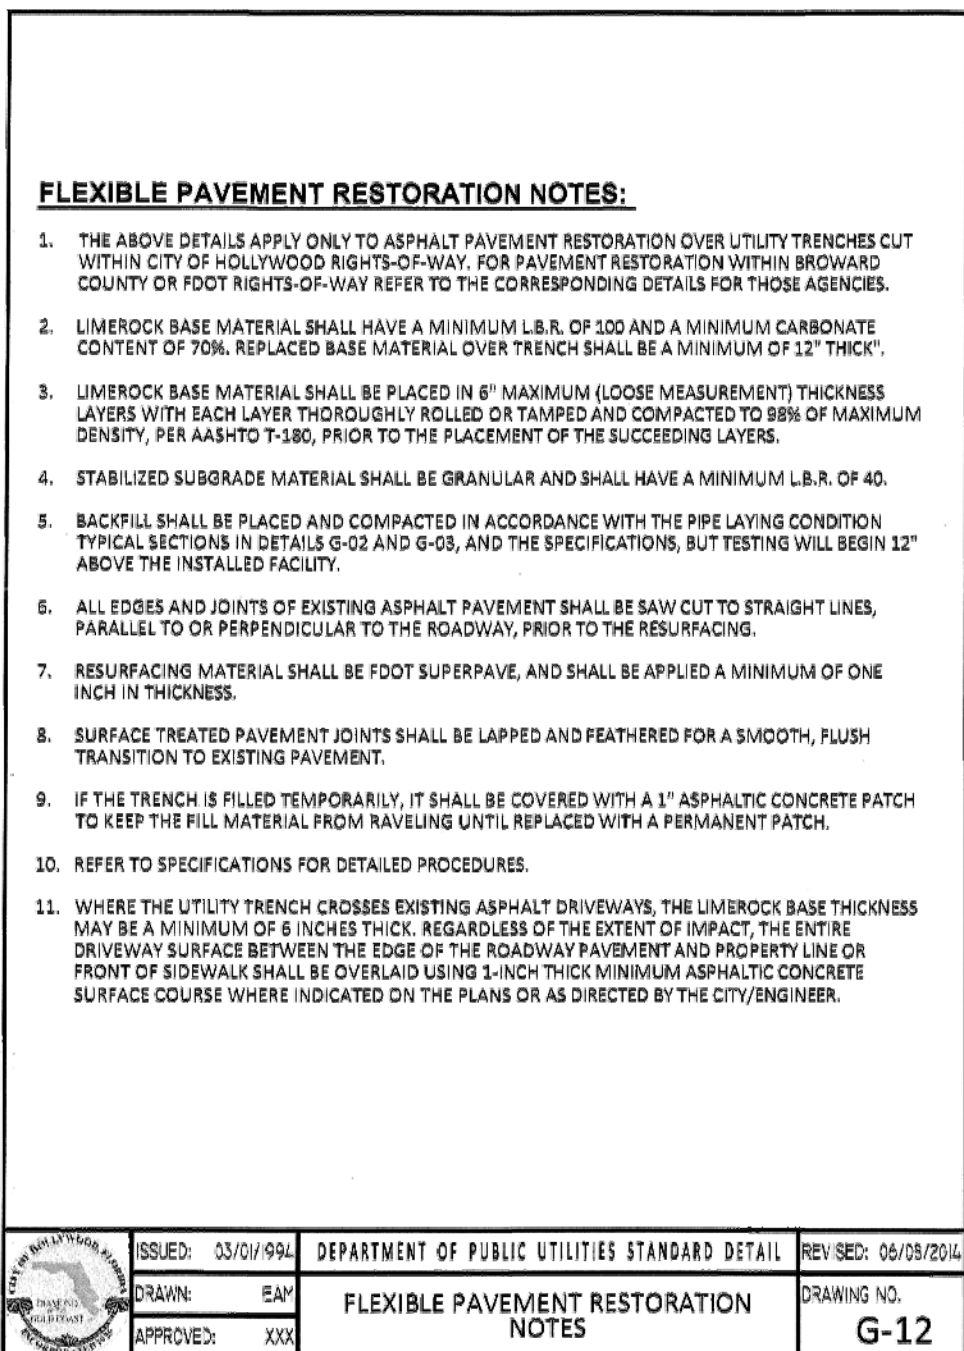 FLEXIBLE PAVEMENT RESTORATION NOTES:
1. THE ABOVE DETAILS APPLY ONLY TO ASPHALT PAVEMENT RESTORATION OVER UTILITY TRENCHES CUT
WITHIN CITY OF HOLLYWOOD RIGHTS-OF-WAY. FOR PAVEMENT RESTORATION WITHIN BROWARD
COUNTY OR FDOT RIGHTS-OF-WAY REFER TO THE CORRESPONDING DETAILS FOR THOSE AGENCIES.
2. LIMEROCK BASE MATERIAL SHALL HAVE A MINIMUM L.B.R. OF 100 AND A MINIMUM CARBONATE
CONTENT OF 70%. REPLACED BASE MATERIAL OVER TRENCH SHALL BE A MINIMUM OF 12" THICK".
3. LIMEROCK BASE MATERIAL SHALL BE PLACED IN 6" MAXIMUM (LOOSE MEASUREMENT) THICKNESS
LAYERS WITH EACH LAYER THOROUGHLY ROLLED OR TAMPED AND COMPACTED TO 98% OF MAXIMUM
DENSITY, PER AASHTO T-180, PRIOR TO THE PLACEMENT OF THE SUCCEEDING LAYERS.
4. STABILIZED SUBGRADE MATERIAL SHALL BE GRANULAR AND SHALL HAVE A MINIMUM L.B.R. OF 40.
5. BACKFILL SHALL BE PLACED AND COMPACTED IN ACCORDANCE WITH THE PIPE LAYING CONDITION
TYPICAL SECTIONS IN DETAILS G-02 AND G-03, AND THE SPECIFICATIONS, BUT TESTING WILL BEGIN 12"
ABOVE THE INSTALLED FACILITY.
6. ALL EDGES AND JOINTS OF EXISTING ASPHALT PAVEMENT SHALL BE SAW CUT TO STRAIGHT LINES,
PARALLEL TO OR PERPENDICULAR TO THE ROADWAY, PRIOR TO THE RESURFACING.
7. RESURFACING MATERIAL SHALL BE FDOT SUPERPAVE, AND SHALL BE APPLIED A MINIMUM OF ONE
INCH IN THICKNESS.
8. SURFACE TREATED PAVEMENT JOINTS SHALL BE LAPPED AND FEATHERED FOR A SMOOTH, FLUSH
TRANSITION TO EXISTING PAVEMENT.
9. IF THE TRENCH IS FILLED TEMPORARILY, IT SHALL BE COVERED WITH A 1" ASPHALTIC CONCRETE PATCH
TO KEEP THE FILL MATERIAL FROM RAVELING UNTIL REPLACED WITH A PERMANENT PATCH.
10. REFER TO SPECIFICATIONS FOR DETAILED PROCEDURES.
11. WHERE THE UTILITY TRENCH CROSSES EXISTING ASPHALT DRIVEWAYS, THE LIMEROCK BASE THICKNESS
MAY BE A MINIMUM OF 6 INCHES THICK. REGARDLESS OF THE EXTENT OF IMPACT, THE ENTIRE
DRIVEWAY SURFACE BETWEEN THE EDGE OF THE ROADWAY PAVEMENT AND PROPERTY LINE OR
FRONT OF SIDEWALK SHALL BE OVERLAID USING 1-INCH THICK MINIMUM ASPHALTIC CONCRETE
SURFACE COURSE WHERE INDICATED ON THE PLANS OR AS DIRECTED BY THE CITY/ENGINEER.
CITY OF HOLLYWOOD, FLORIDA
DIAMOND
OF THE
GOLD COAST
INCORPORATED 1925
ISSUED: 03/01/1994
DRAWN: EAM
APPROVED: XXX
DEPARTMENT OF PUBLIC UTILITIES STANDARD DETAIL
FLEXIBLE PAVEMENT RESTORATION
NOTES
REVISED: 06/08/2014
DRAWING NO.
G-12